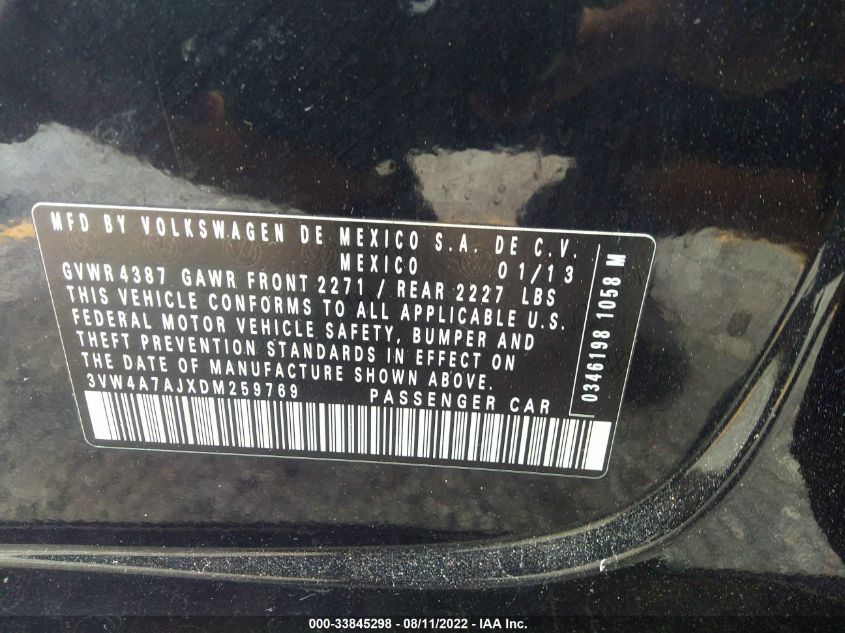 MFD BY VOLKSWAGEN DE MEXICO S.A. DE C.V.
MEXICO 01/13
GVWR 4387 GAWR FRONT 2271 / REAR 2227 LBS
THIS VEHICLE CONFORMS TO ALL APPLICABLE U.S.
FEDERAL MOTOR VEHICLE SAFETY, BUMPER AND
THEFT PREVENTION STANDARDS IN EFFECT ON
THE DATE OF MANUFACTURE SHOWN ABOVE.
3VW4A7AJXDM259769 PASSENGER CAR
0346198 1058 M
000-33845298 - 08/11/2022 - IAA Inc.